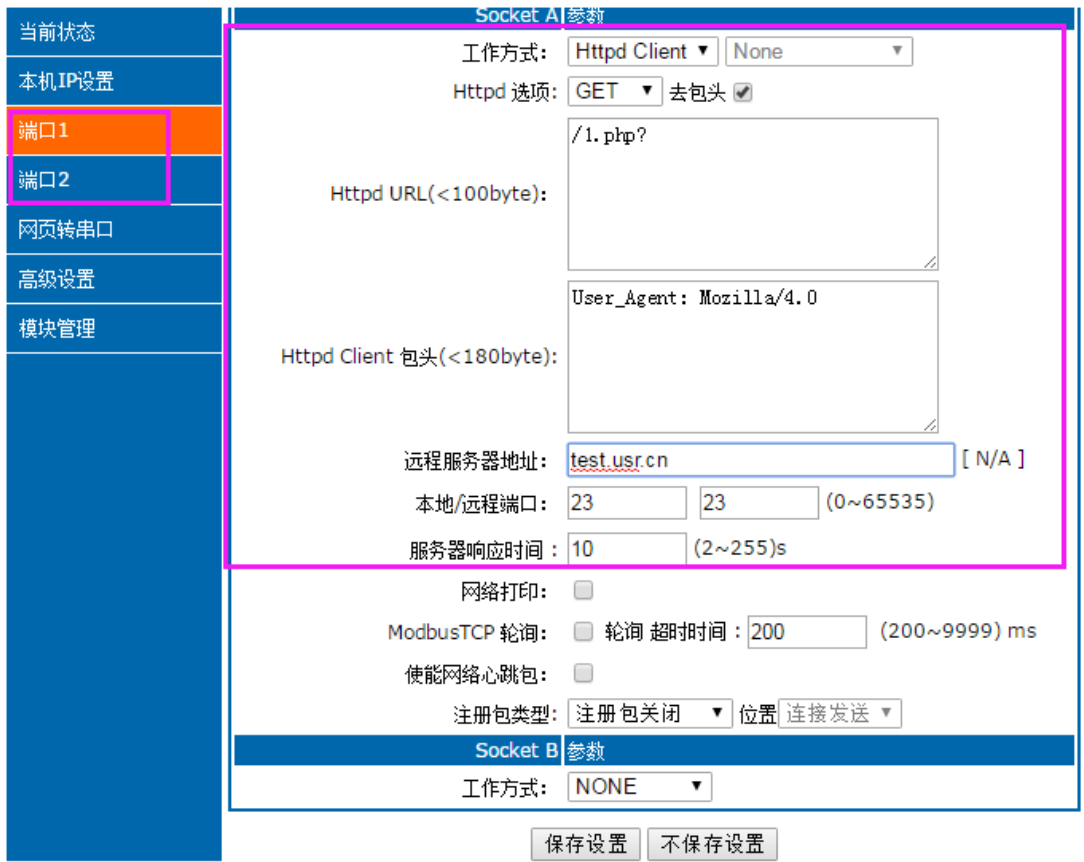 当前状态
本机IP设置
端口1
端口2
网页转串口
高级设置
模块管理
Socket A 参数
工作方式: Httpd Client None
Httpd 选项: GET 去包头
Httpd URL(<100byte): /1.php?
Httpd Client 包头(<180byte): User_Agent: Mozilla/4.0
远程服务器地址: test.usr.cn [ N/A ]
本地/远程端口: 23 23 (0~65535)
服务器响应时间 : 10 (2~255)s
网络打印:
ModbusTCP 轮询: 轮询 超时时间 : 200 (200~9999) ms
使能网络心跳包:
注册包类型: 注册包关闭 位置 连接发送
Socket B 参数
工作方式: NONE
保存设置 不保存设置